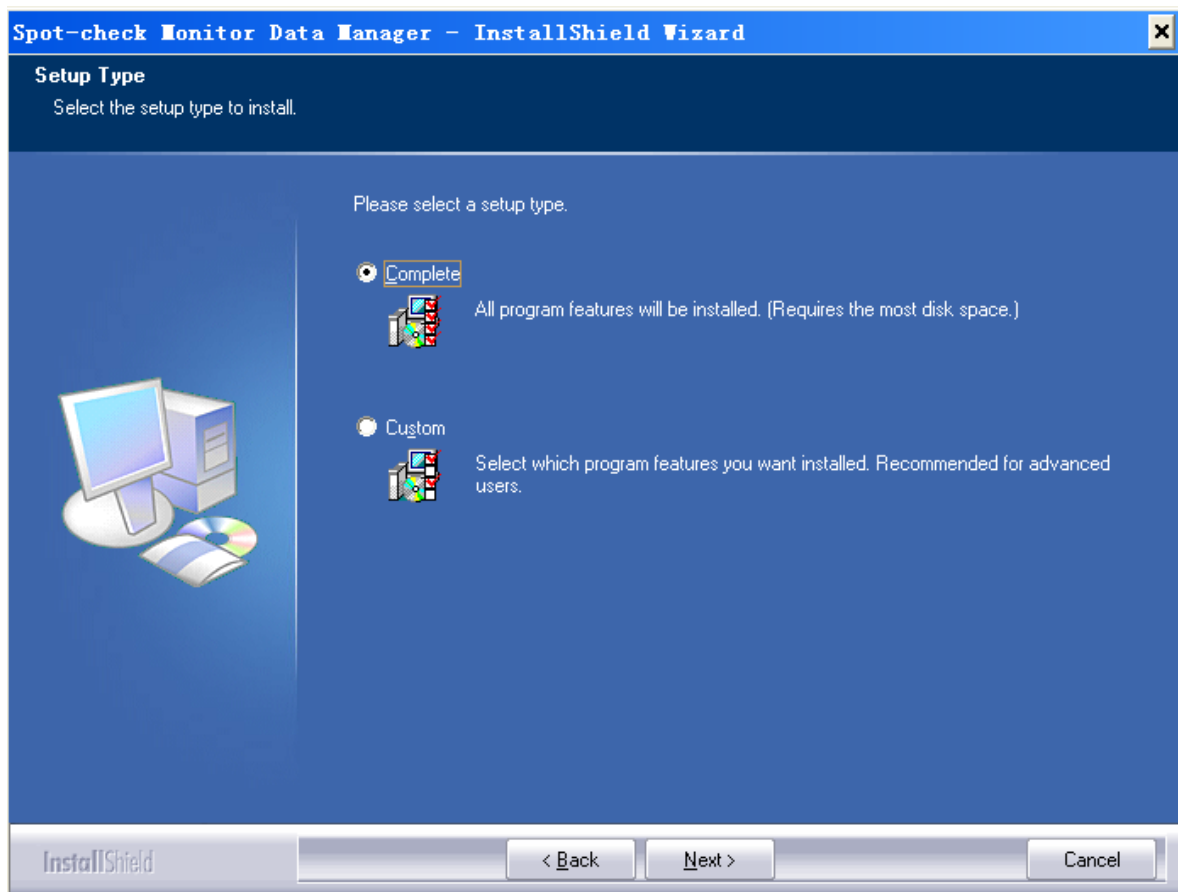 Spot-check Monitor Data Manager - InstallShield Wizard
Setup Type
Select the setup type to install.
Please select a setup type.
Complete
All program features will be installed. (Requires the most disk space.)
Custom
Select which program features you want installed. Recommended for advanced
users.
InstallShield
< Back
Next >
Cancel